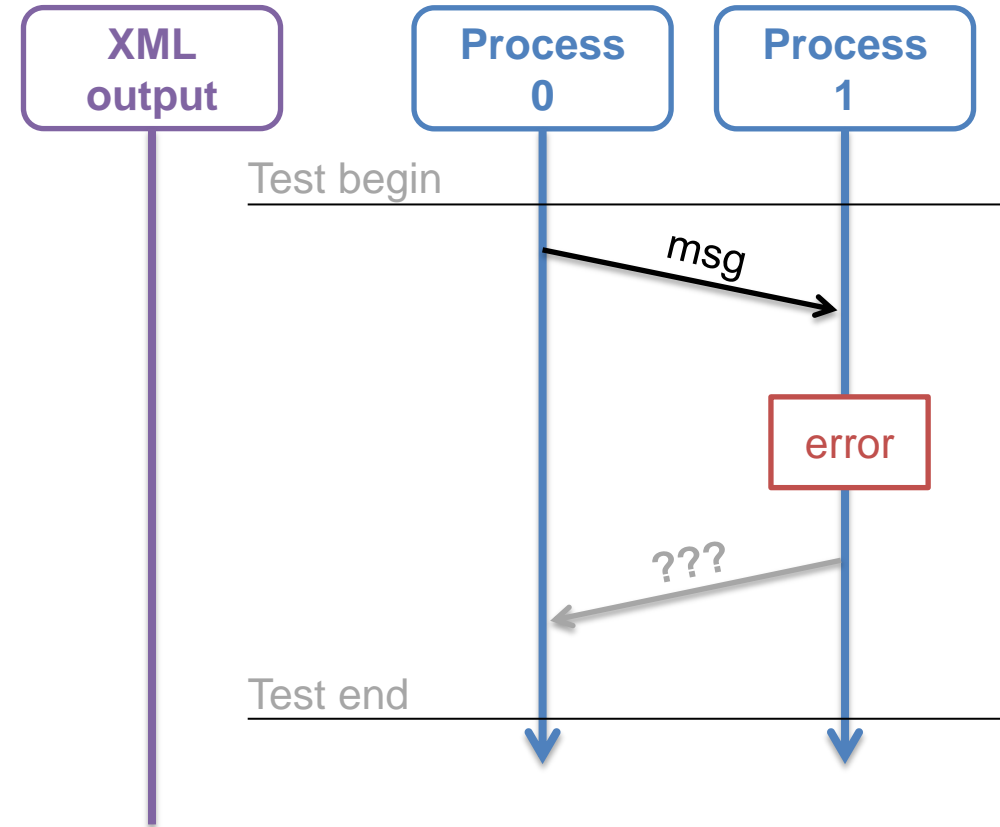 XML
output
Process
0
Process
1
Test begin
msg
error
???
Test end